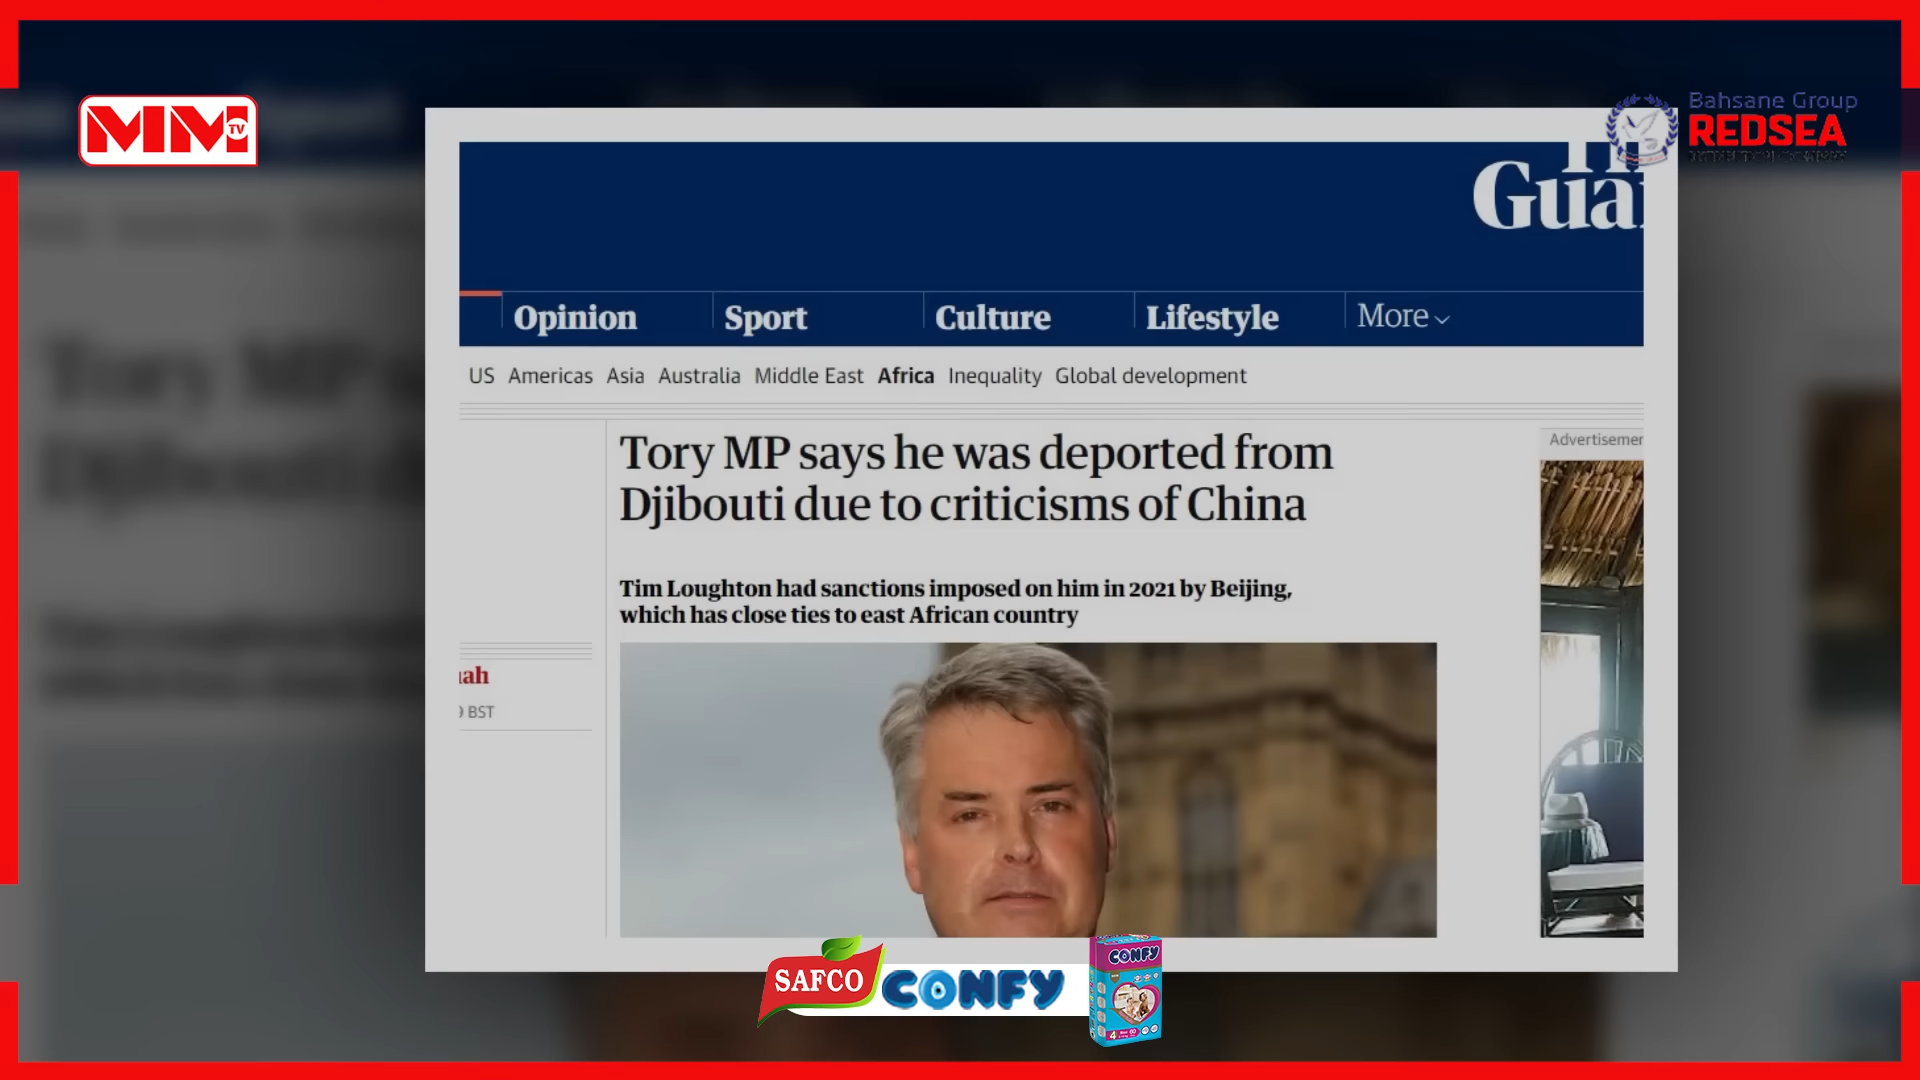 MM TV
Bahsane Group
REDSEA
Gua
Opinion Sport Culture Lifestyle More
US Americas Asia Australia Middle East Africa Inequality Global development
Tory MP says he was deported from
Djibouti due to criticisms of China
Advertisemen
Tim Loughton had sanctions imposed on him in 2021 by Beijing,
which has close ties to east African country
ah
9 BST
SAFCO
CONFY
CONFY
4